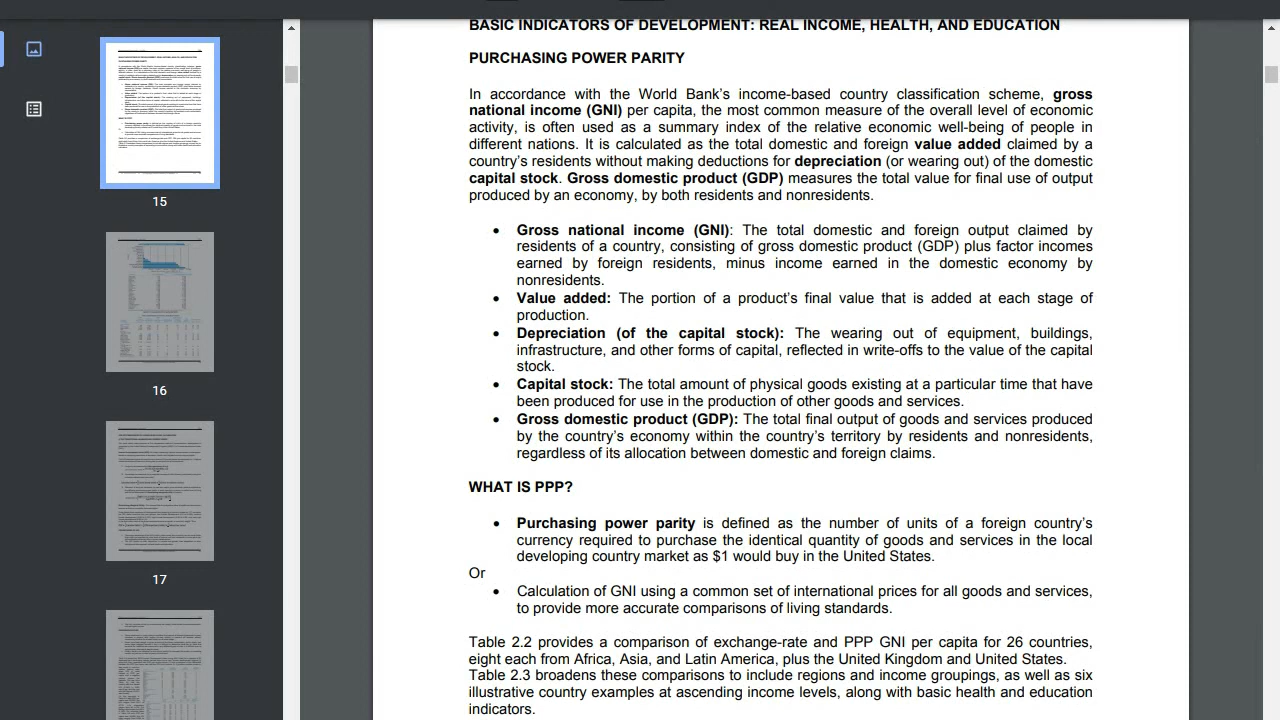 BASIC INDICATORS OF DEVELOPMENT: REAL INCOME, HEALTH, AND EDUCATION
PURCHASING POWER PARITY
In accordance with the World Bank's income-based country classification scheme, gross
national income (GNI) per capita, the most common measure of the overall level of economic
activity, is often used as a summary index of the relative economic well-being of people in
different nations. It is calculated as the total domestic and foreign value added claimed by a
country's residents without making deductions for depreciation (or wearing out) of the domestic
capital stock. Gross domestic product (GDP) measures the total value for final use of output
produced by an economy, by both residents and nonresidents.
• Gross national income (GNI): The total domestic and foreign output claimed by
residents of a country, consisting of gross domestic product (GDP) plus factor incomes
earned by foreign residents, minus income earned in the domestic economy by
nonresidents.
• Value added: The portion of a product's final value that is added at each stage of
production.
• Depreciation (of the capital stock): The wearing out of equipment, buildings,
infrastructure, and other forms of capital, reflected in write-offs to the value of the capital
stock.
• Capital stock: The total amount of physical goods existing at a particular time that have
been produced for use in the production of other goods and services.
• Gross domestic product (GDP): The total final output of goods and services produced
by the country's economy within the country's territory by residents and nonresidents,
regardless of its allocation between domestic and foreign claims.
WHAT IS PPP?
• Purchasing power parity is defined as the number of units of a foreign country's
currency required to purchase the identical quantity of goods and services in the local
developing country market as $1 would buy in the United States.
Or
• Calculation of GNI using a common set of international prices for all goods and services,
to provide more accurate comparisons of living standards.
Table 2.2 provides a comparison of exchange-rate and PPP GNI per capita for 26 countries,
eight each from Africa, Asia, and Latin America, plus the United Kingdom and United States.
Table 2.3 broadens these comparisons to include regional and income groupings, as well as six
illustrative country examples at ascending income levels, along with basic health and education
indicators.
15
16
17